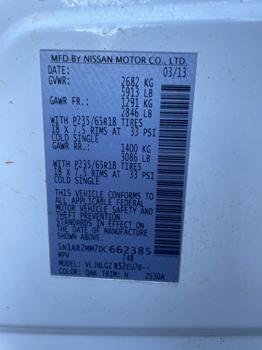 MFD BY NISSAN MOTOR CO., LTD.
DATE: 03/13
GVWR: 2682 KG
5913 LB
GAWR FR.: 1291 KG
2846 LB
WITH P235/65R18 TIRES
18 X 7.5 RIMS AT 33 PSI
COLD SINGLE
GAWR RR.: 1400 KG
3086 LB
WITH P235/65R18 TIRES
18 X 7.5 RIMS AT 33 PSI
COLD SINGLE
THIS VEHICLE CONFORMS
TO ALL APPLICABLE FEDERAL
MOTOR VEHICLE
SAFETY STANDARDS IN
EFFECT ON THE DATE OF
MANUFACTURE SHOWN ABOVE
5N1AR2MM7DC662385
MPV 748
MODEL:
COLOR: QAA TRIM: H 2530A